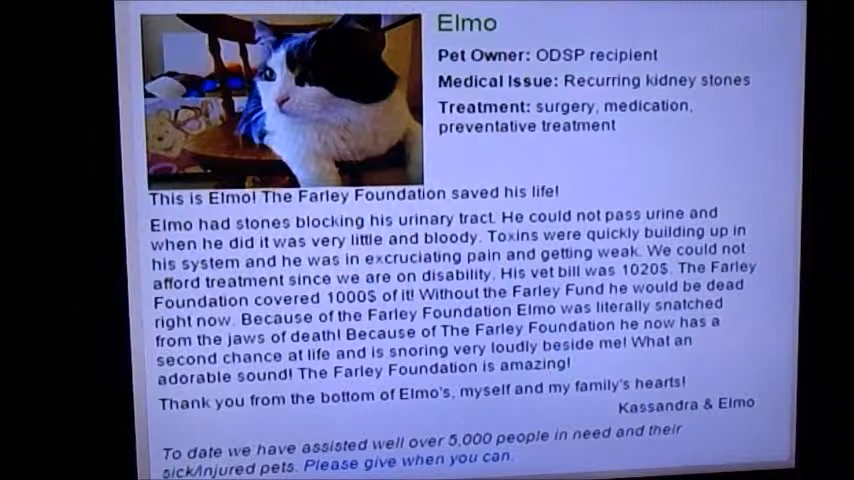 Elmo
Pet Owner: ODSP recipient
Medical Issue: Recurring kidney stones
Treatment: surgery, medication,
preventative treatment
This is Elmo! The Farley Foundation saved his life!
Elmo had stones blocking his urinary tract. He could not pass urine and
when he did it was very little and bloody. Toxins were quickly building up in
his system and he was in excruciating pain and getting weak. We could not
afford treatment since we are on disability. His vet bill was 1020$. The Farley
Foundation covered 1000$ of it! Without the Farley Fund he would be dead
right now. Because of the Farley Foundation Elmo was literally snatched
from the jaws of death! Because of The Farley Foundation he now has a
second chance at life and is snoring very loudly beside me! What an
adorable sound! The Farley Foundation is amazing!
Thank you from the bottom of Elmo's, myself and my family's hearts!
Kassandra & Elmo
To date we have assisted well over 5,000 people in need and their
sick/injured pets. Please give when you can.